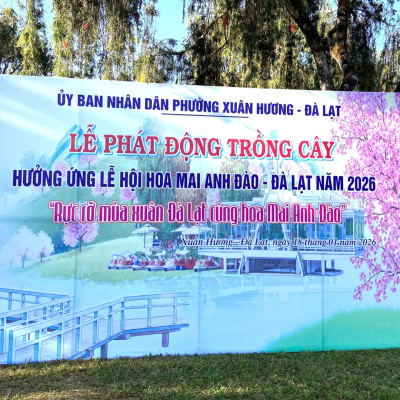 ỦY BAN NHÂN DÂN PHƯỜNG XUÂN HƯƠNG - ĐÀ LẠT
LỄ PHÁT ĐỘNG TRỒNG CÂY
HƯỞNG ỨNG LỄ HỘI HOA MAI ANH ĐÀO - ĐÀ LẠT NĂM 2026
"Rực rỡ mùa xuân Đà Lạt cùng hoa Mai Anh Đào"
Xuân Hương - Đà Lạt, ngày 18 tháng 01 năm 2026